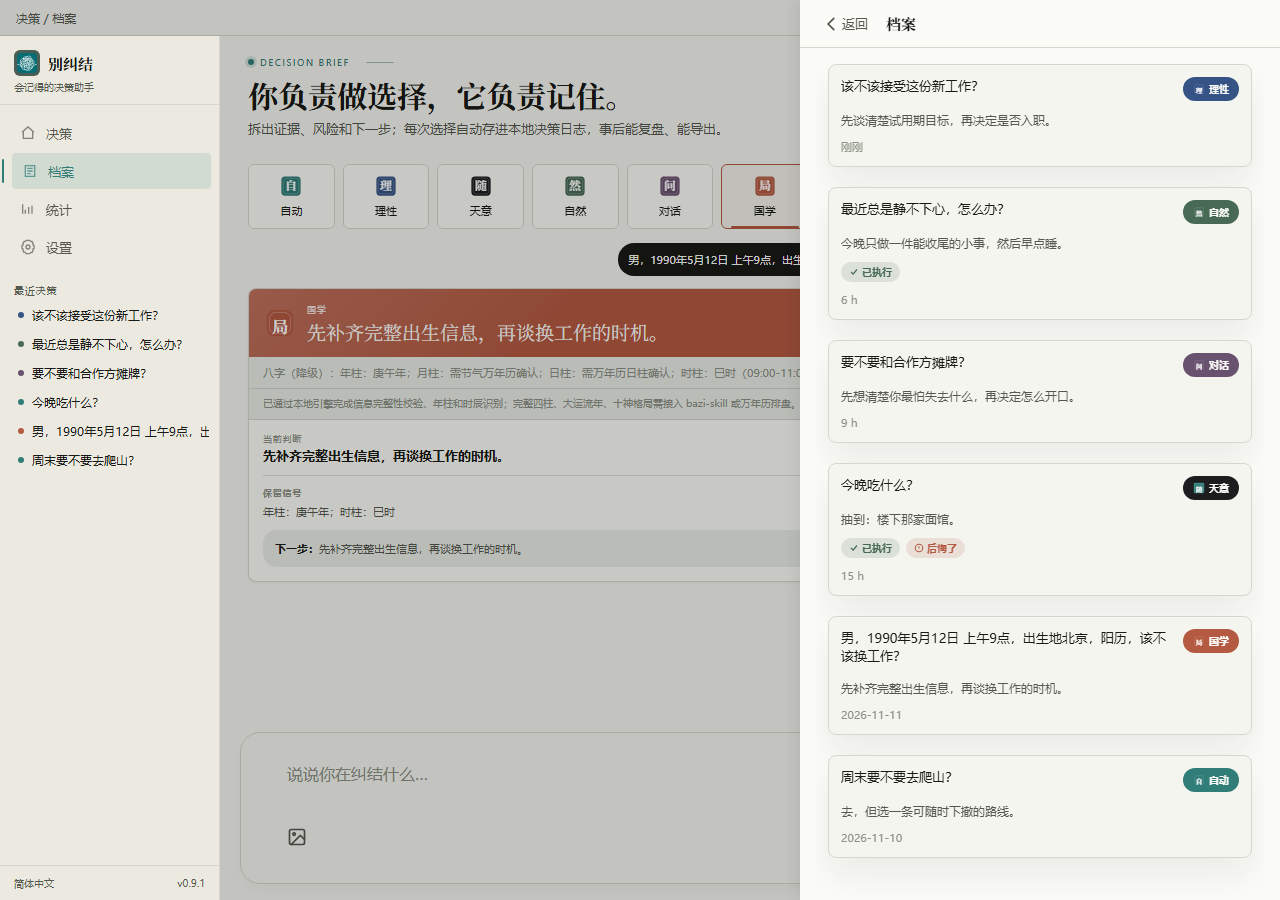 决策 / 档案
别纠结
会记得的决策助手
决策
档案
统计
设置
最近决策
该不该接受这份新工作?
最近总是静不下心，怎么办?
要不要和合作方摊牌?
今晚吃什么?
男，1990年5月12日 上午9点，出
周末要不要去爬山?
简体中文
v0.9.1
DECISION BRIEF
你负责做选择，它负责记住。
拆出证据、风险和下一步；每次选择自动存进本地决策日志，事后能复盘、能导出。
自
自动
理
理性
随
天意
然
自然
问
对话
局
国学
男，1990年5月12日 上午9点，出生
局
国学
先补齐完整出生信息，再谈换工作的时机。
八字（降级）：年柱：庚午年；月柱：需节气万年历确认；日柱：需万年历日柱确认；时柱：巳时（09:00-11:0
已通过本地引擎完成信息完整性校验、年柱和时辰识别；完整四柱、大运流年、十神格局需接入 bazi-skill 或万年历排盘。
当前判断
先补齐完整出生信息，再谈换工作的时机。
保留信号
年柱：庚午年；时柱：巳时
下一步：先补齐完整出生信息，再谈换工作的时机。
说说你在纠结什么...
返回
档案
该不该接受这份新工作?
理 理性
先谈清楚试用期目标，再决定是否入职。
刚刚
最近总是静不下心，怎么办?
然 自然
今晚只做一件能收尾的小事，然后早点睡。
已执行
6 h
要不要和合作方摊牌?
问 对话
先想清楚你最怕失去什么，再决定怎么开口。
9 h
今晚吃什么?
随 天意
抽到：楼下那家面馆。
已执行
后悔了
15 h
男，1990年5月12日 上午9点，出生地北京，阳历，该不
该换工作?
局 国学
先补齐完整出生信息，再谈换工作的时机。
2026-11-11
周末要不要去爬山?
自 自动
去，但选一条可随时下撤的路线。
2026-11-10